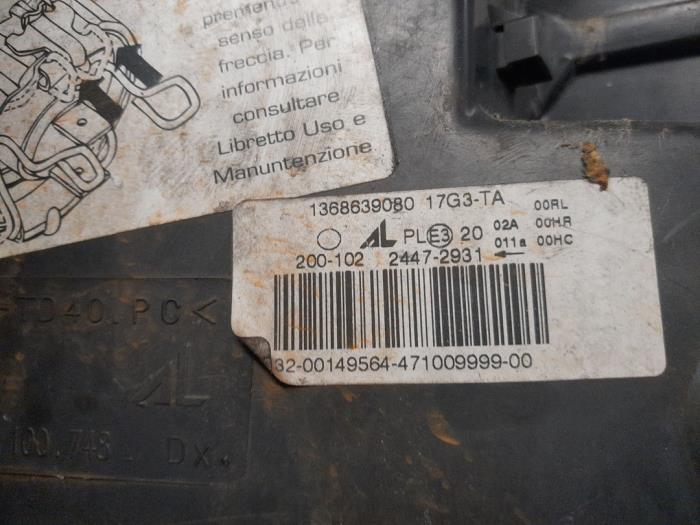 premendo
senso della
freccia. Per
informazioni
consultare
Libretto Uso e
Manuntenzione
1368639080 17G3-TA 00RL
AL PL E3 20 02A 00HR
011a 00HC
200-102 2447-2931
32-00149564-471009999-00
TD40.PC<
AL
100.748 Dx.